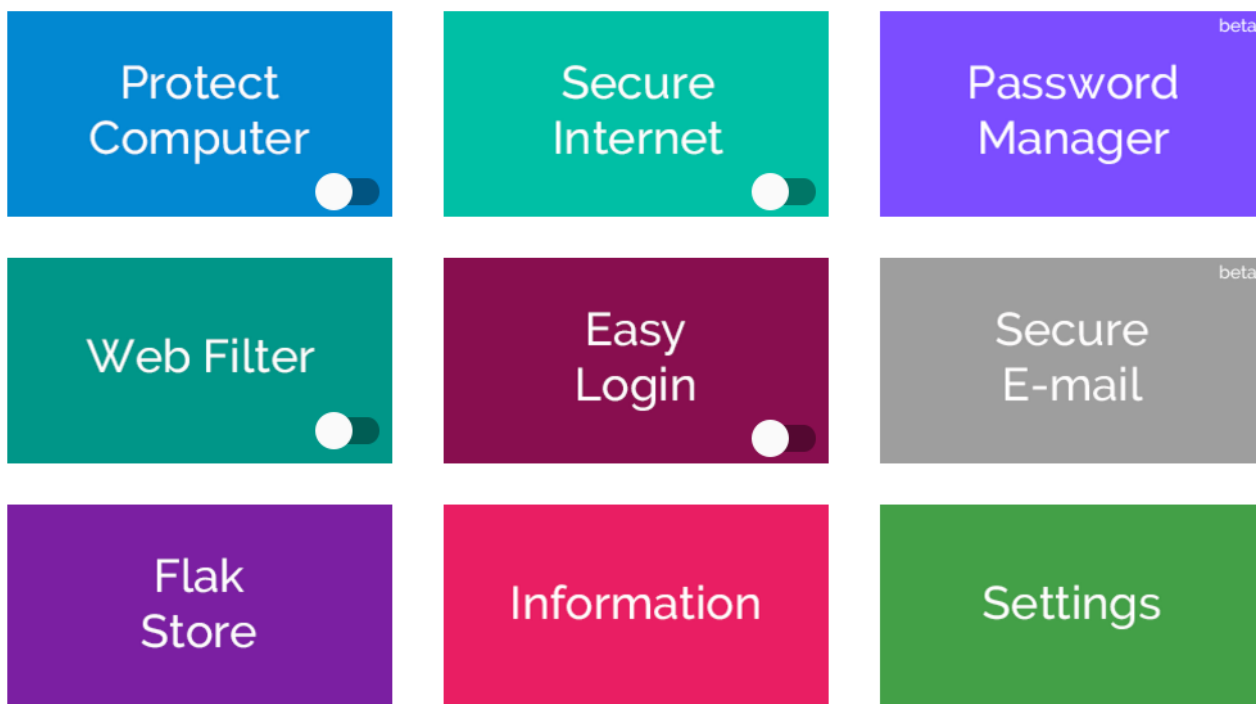 Protect
Computer
Secure
Internet
beta
Password
Manager
Web Filter
Easy
Login
beta
Secure
E-mail
Flak
Store
Information
Settings